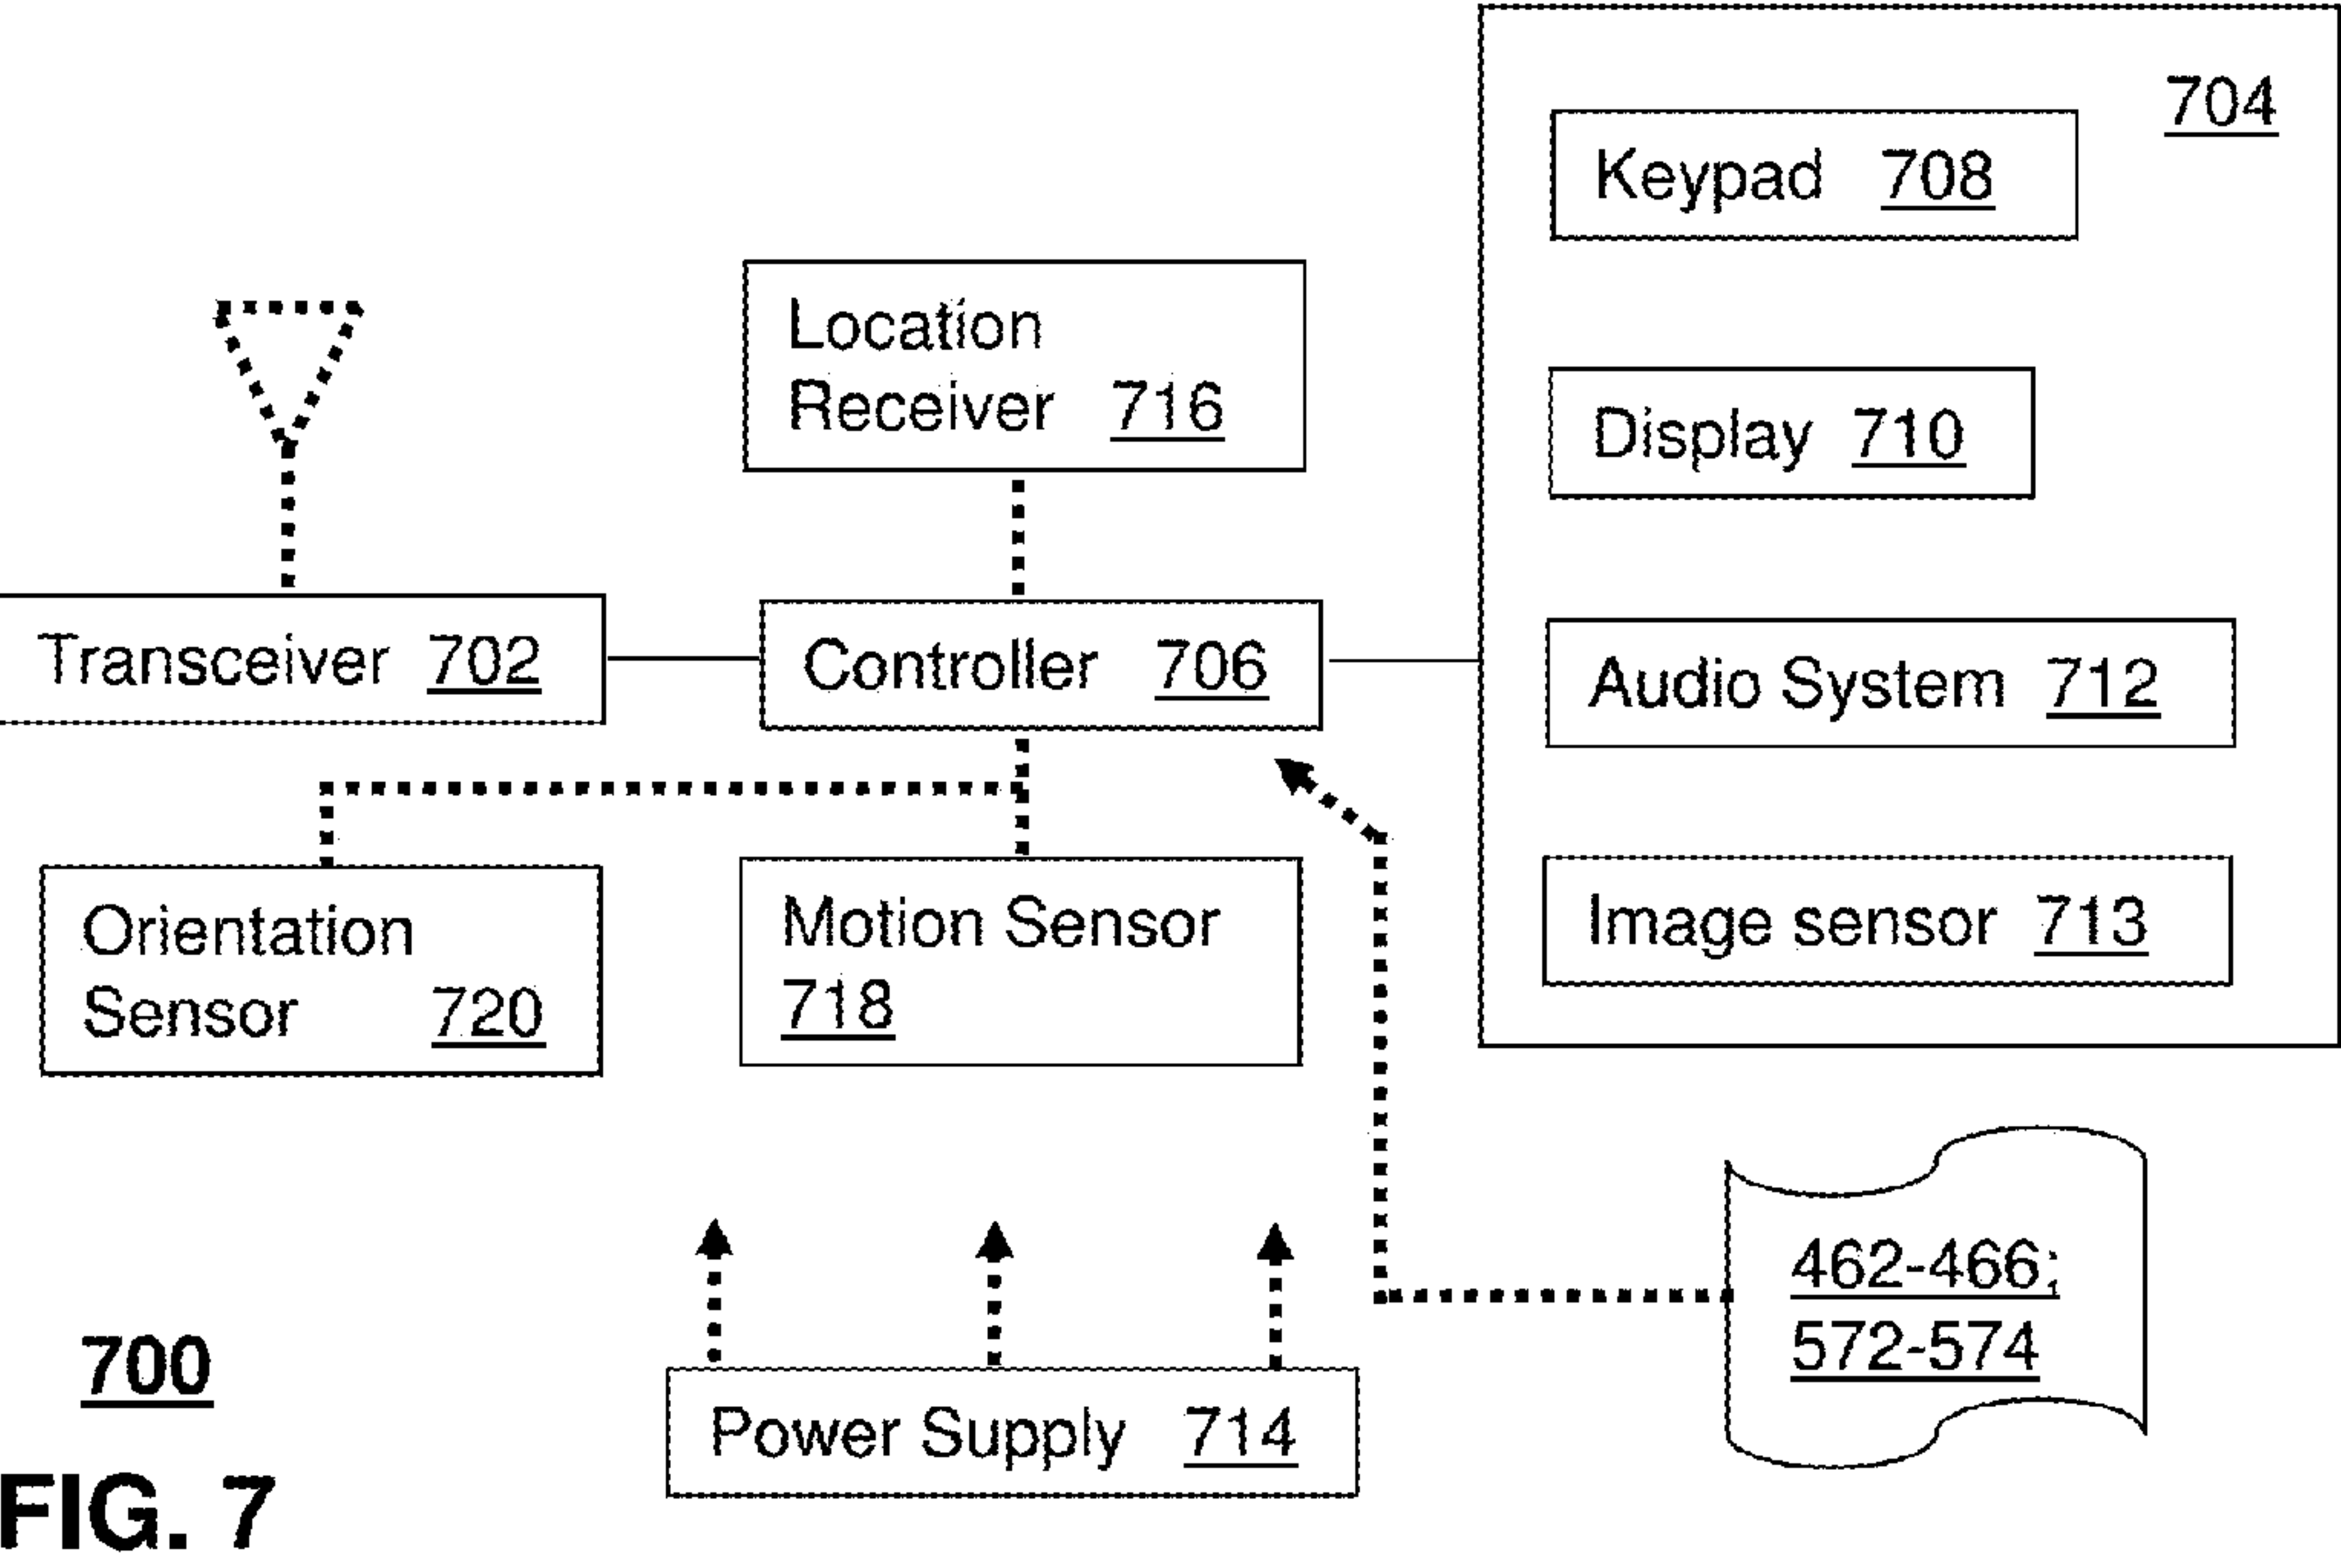 704
Keypad 708
Location
Receiver 716
Display 710
Transceiver 702
Controller 706
Audio System 712
Orientation
Sensor 720
Motion Sensor
718
Image sensor 713
462-466;
572-574
Power Supply 714
700
FIG. 7